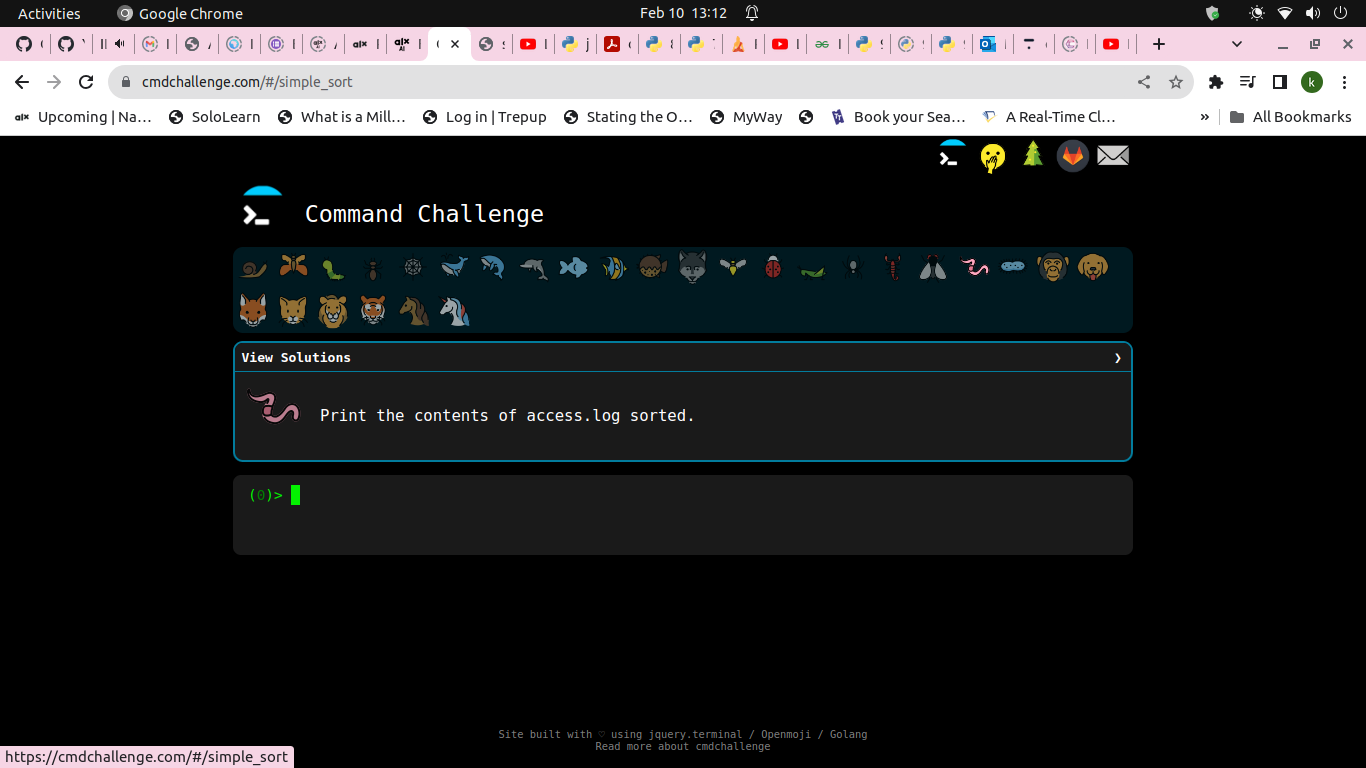 Activities
Google Chrome
Feb 10 13:12
cmdchallenge.com/#/simple_sort
k
Upcoming | Na…
SoloLearn
What is a Mill…
Log in | Trepup
Stating the O…
MyWay
Book your Sea…
A Real-Time Cl…
»
All Bookmarks
Command Challenge
View Solutions
❯
Print the contents of access.log sorted.
(0)>
Site built with ♡ using jquery.terminal / Openmoji / Golang
Read more about cmdchallenge
https://cmdchallenge.com/#/simple_sort